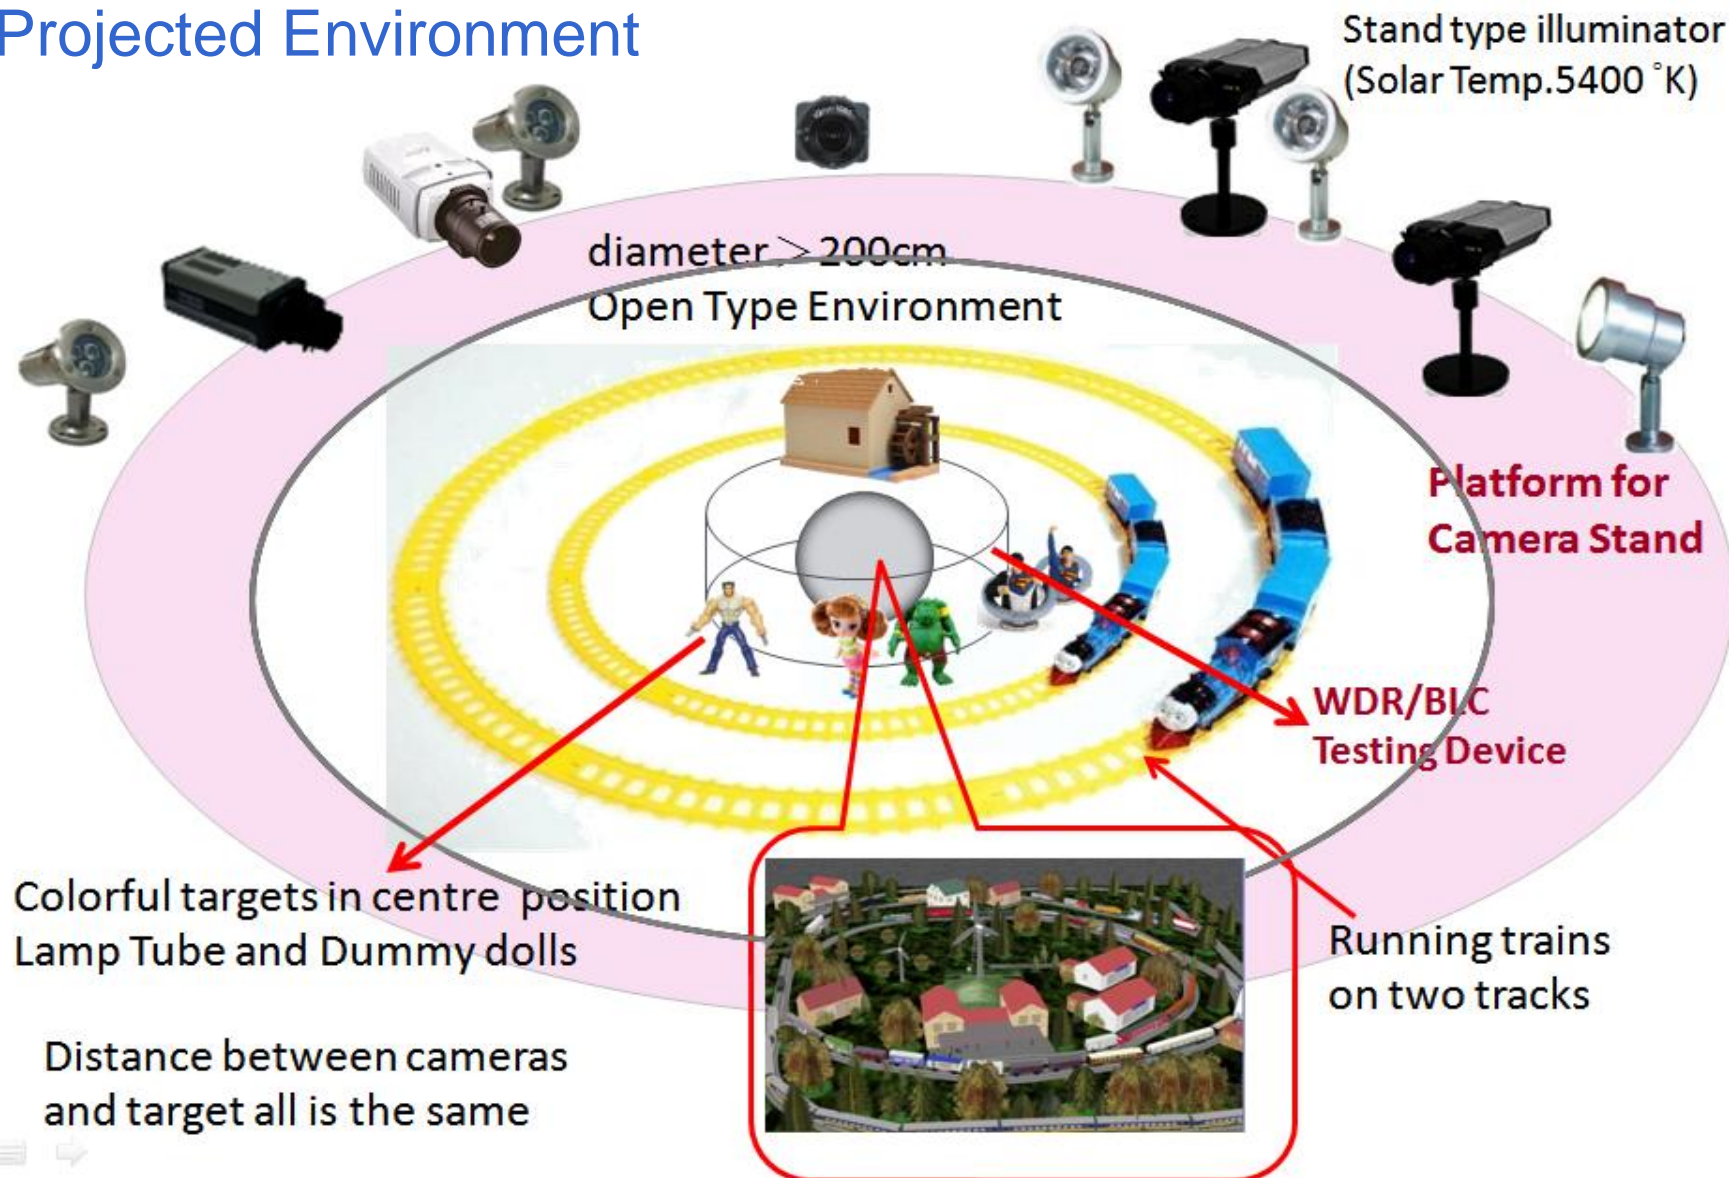 Projected Environment
Stand type illuminator
(Solar Temp.5400 ˚K)
diameter ＞ 200cm
Open Type Environment
Platform for
Camera Stand
WDR/BLC
Testing Device
Colorful targets in centre position
Lamp Tube and Dummy dolls
Running trains
on two tracks
Distance between cameras
and target all is the same